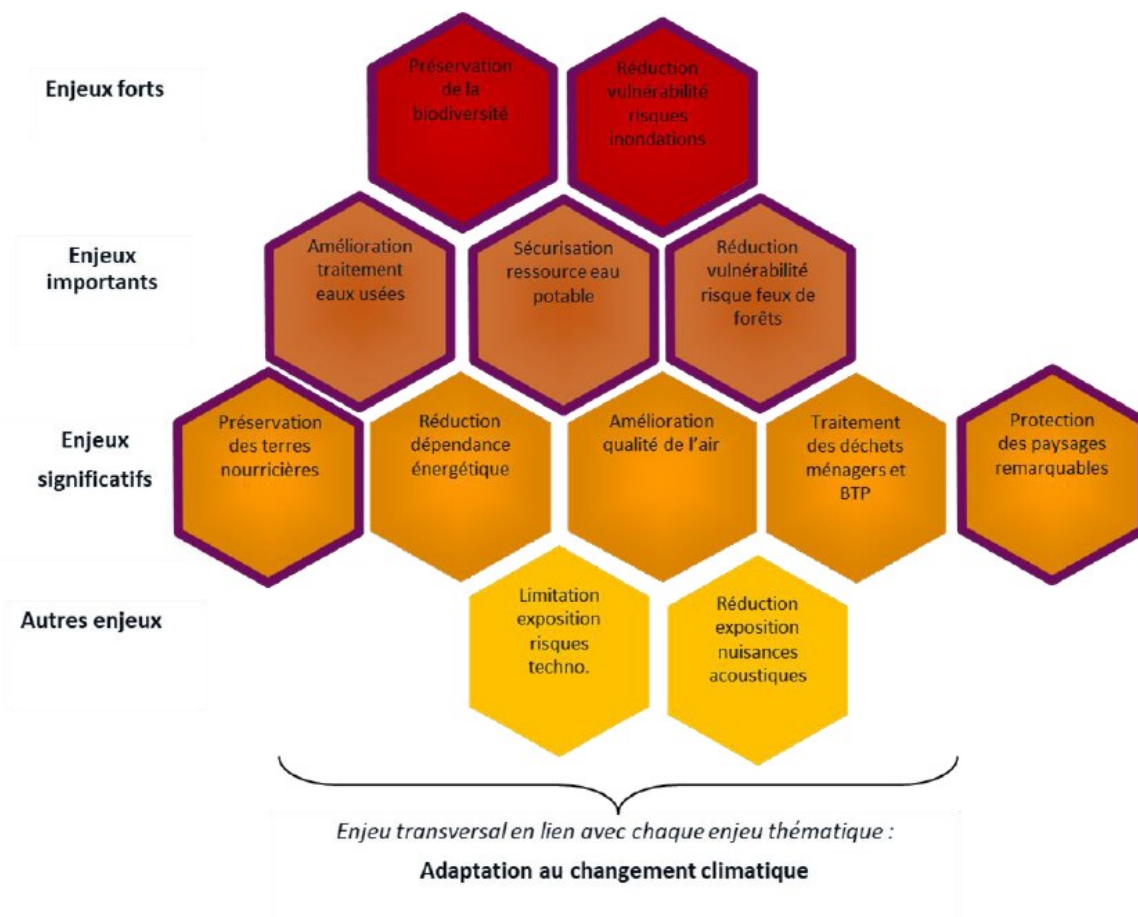 Enjeux forts
Préservation
de la
biodiversité
Réduction
vulnérabilité
risques
inondations
Enjeux
importants
Amélioration
traitement
eaux usées
Sécurisation
ressource eau
potable
Réduction
vulnérabilité
risque feux de
forêts
Enjeux
significatifs
Préservation
des terres
nourricières
Réduction
dépendance
énergétique
Amélioration
qualité de l'air
Traitement
des déchets
ménagers et
BTP
Protection
des paysages
remarquables
Autres enjeux
Limitation
exposition
risques
techno.
Réduction
exposition
nuisances
acoustiques
Enjeu transversal en lien avec chaque enjeu thématique :
Adaptation au changement climatique